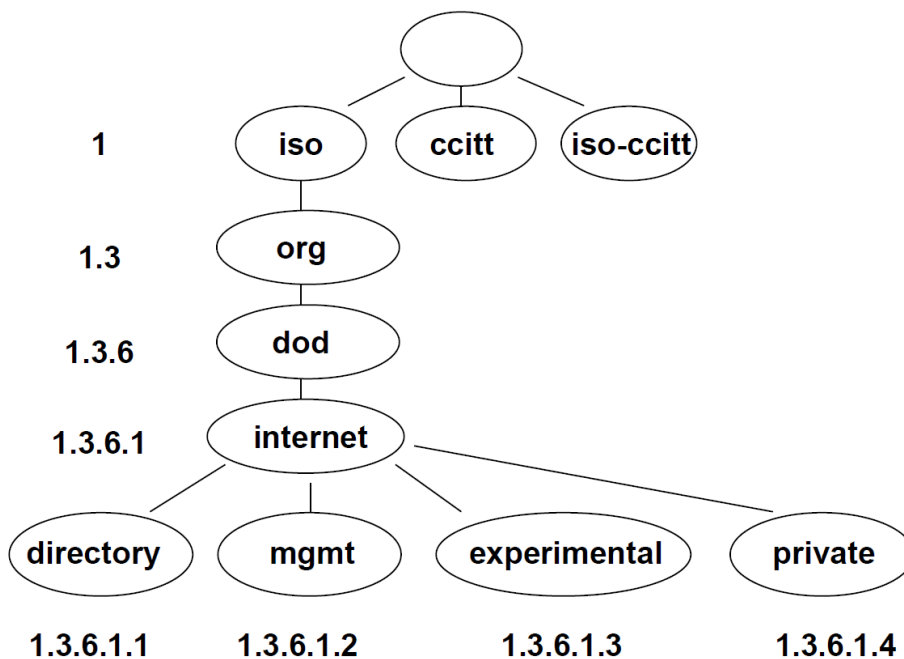 1 iso ccitt iso-ccitt
1.3 org
1.3.6 dod
1.3.6.1 internet
directory mgmt experimental private
1.3.6.1.1 1.3.6.1.2 1.3.6.1.3 1.3.6.1.4